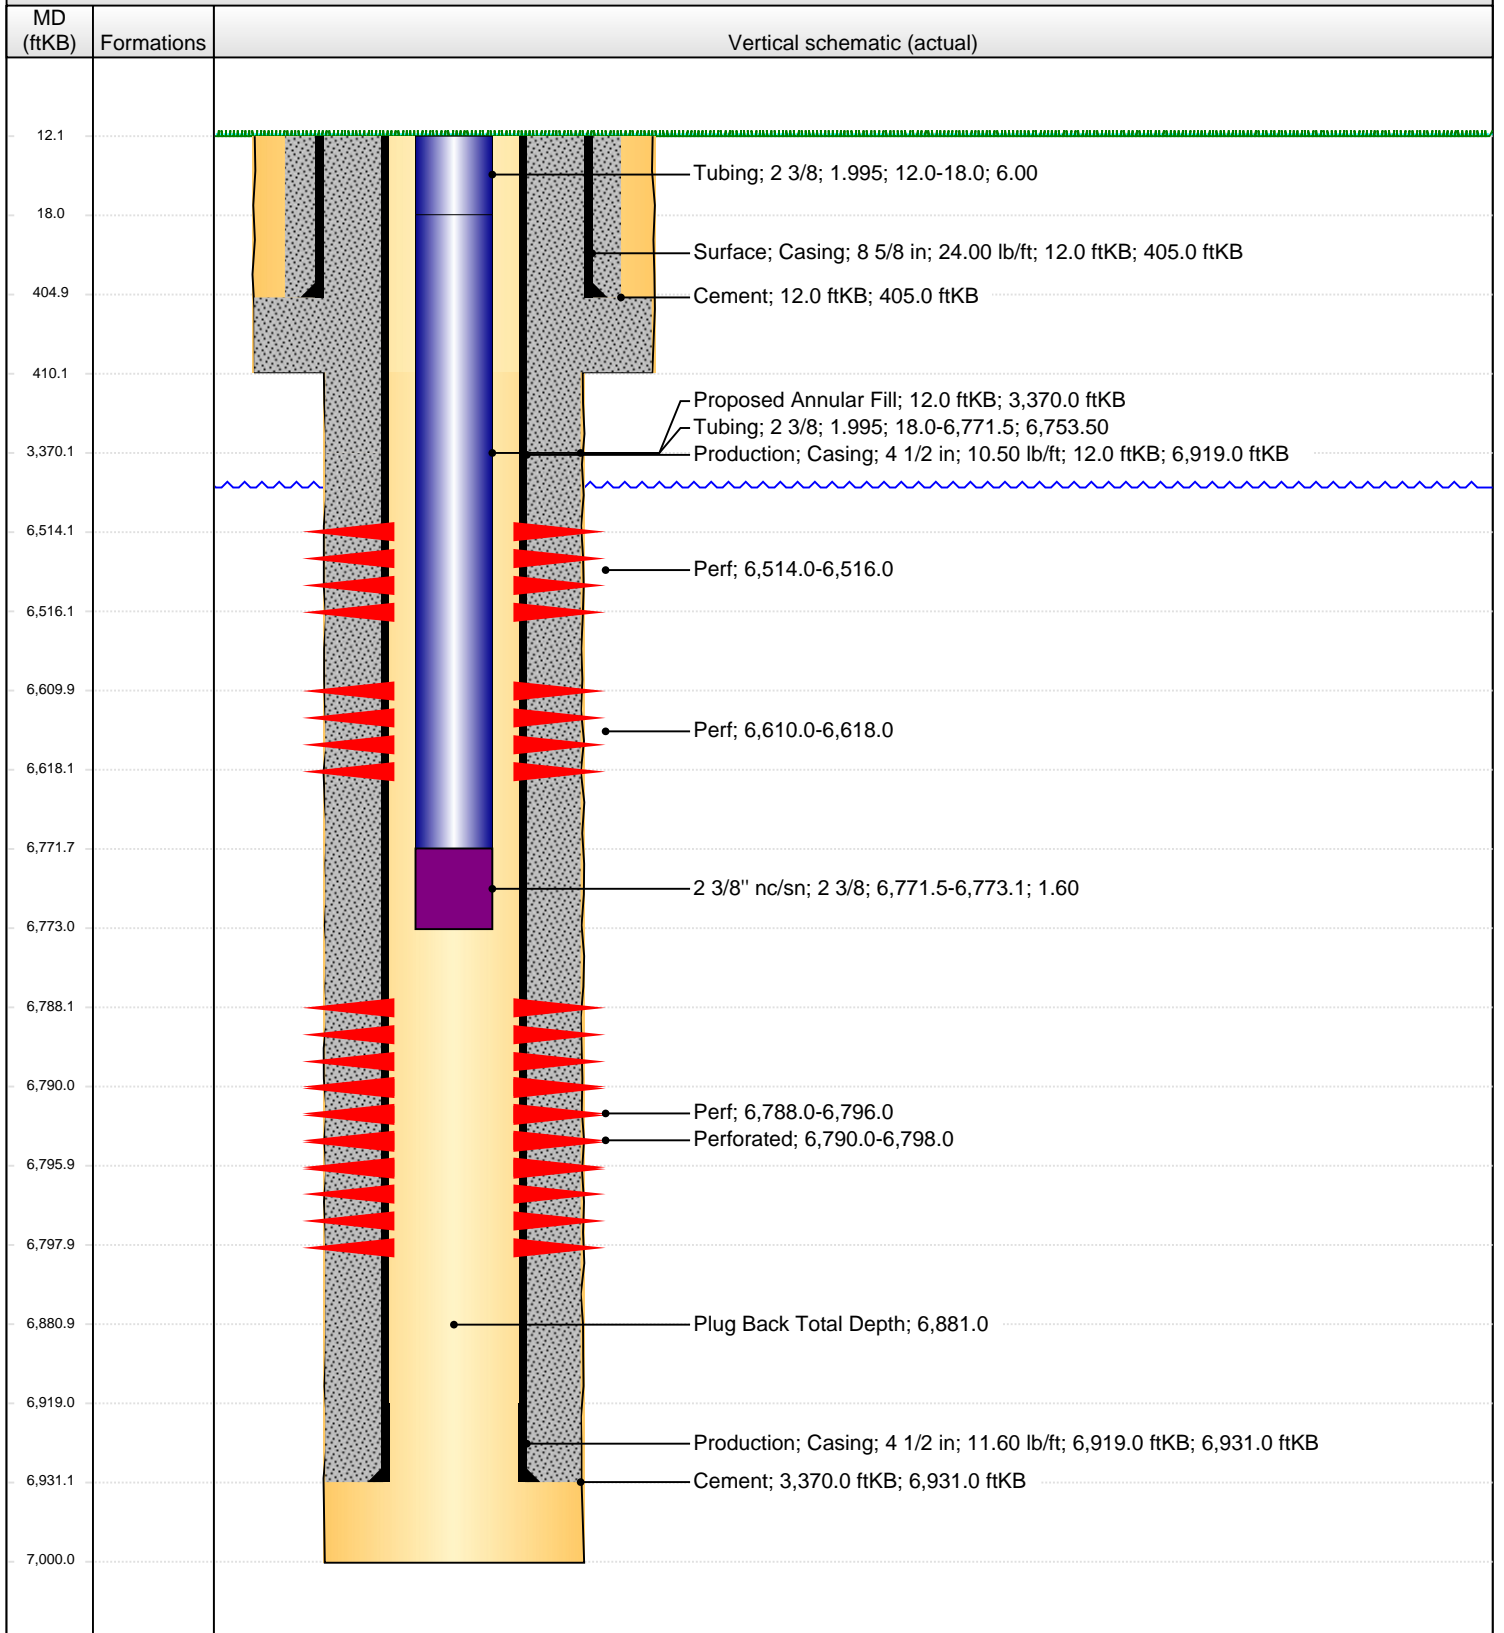 MD
(ftKB)
Formations
Vertical schematic (actual)
12.1
Tubing; 2 3/8; 1.995; 12.0-18.0; 6.00
18.0
Surface; Casing; 8 5/8 in; 24.00 lb/ft; 12.0 ftKB; 405.0 ftKB
404.9
Cement; 12.0 ftKB; 405.0 ftKB
410.1
Proposed Annular Fill; 12.0 ftKB; 3,370.0 ftKB
Tubing; 2 3/8; 1.995; 18.0-6,771.5; 6,753.50
3,370.1
Production; Casing; 4 1/2 in; 10.50 lb/ft; 12.0 ftKB; 6,919.0 ftKB
6,514.1
Perf; 6,514.0-6,516.0
6,516.1
6,609.9
Perf; 6,610.0-6,618.0
6,618.1
6,771.7
2 3/8'' nc/sn; 2 3/8; 6,771.5-6,773.1; 1.60
6,773.0
6,788.1
6,790.0
Perf; 6,788.0-6,796.0
Perforated; 6,790.0-6,798.0
6,795.9
6,797.9
6,880.9
Plug Back Total Depth; 6,881.0
6,919.0
Production; Casing; 4 1/2 in; 11.60 lb/ft; 6,919.0 ftKB; 6,931.0 ftKB
6,931.1
Cement; 3,370.0 ftKB; 6,931.0 ftKB
7,000.0